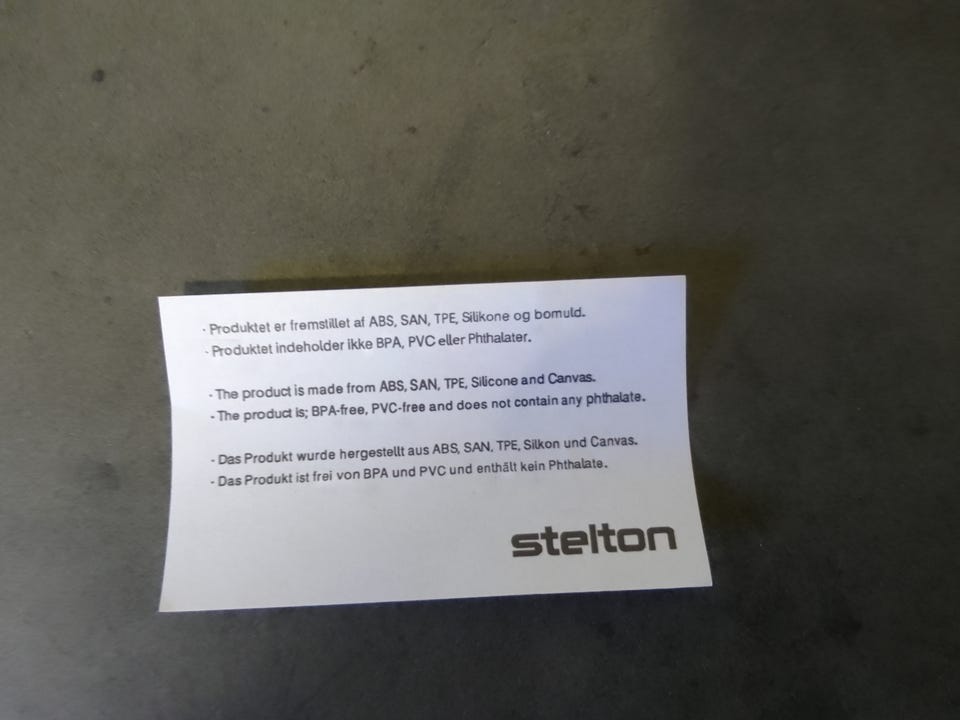 · Produktet er fremstillet af ABS, SAN, TPE, Silikone og bomuld.
· Produktet indeholder ikke BPA, PVC eller Phthalater.
· The product is made from ABS, SAN, TPE, Silicone and Canvas.
· The product is; BPA-free, PVC-free and does not contain any phthalate.
· Das Produkt wurde hergestellt aus ABS, SAN, TPE, Silkon und Canvas.
· Das Produkt ist frei von BPA und PVC und enthält kein Phthalate.
stelton